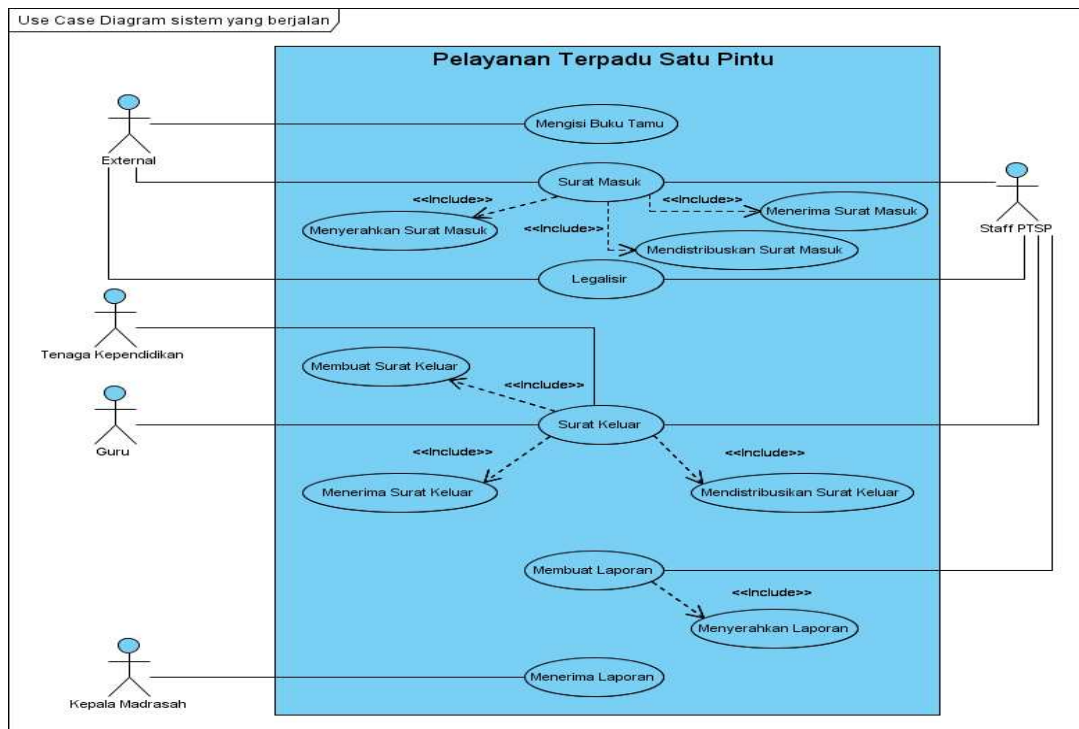 Use Case Diagram sistem yang berjalan
Pelayanan Terpadu Satu Pintu
Mengisi Buku Tamu
External
Surat Masuk
<<Include>>
<<Include>>
Menerima Surat Masuk
Menyerahkan Surat Masuk
<<Include>>
Staff PTSP
Mendistribuskan Surat Masuk
Legalisir
Tenaga Kependidikan
Membuat Surat Keluar
<<Include>>
Surat Keluar
Guru
<<Include>>
<<Include>>
Menerima Surat Keluar
Mendistribusikan Surat Keluar
Membuat Laporan
<<Include>>
Menyerahkan Laporan
Menerima Laporan
Kepala Madrasah